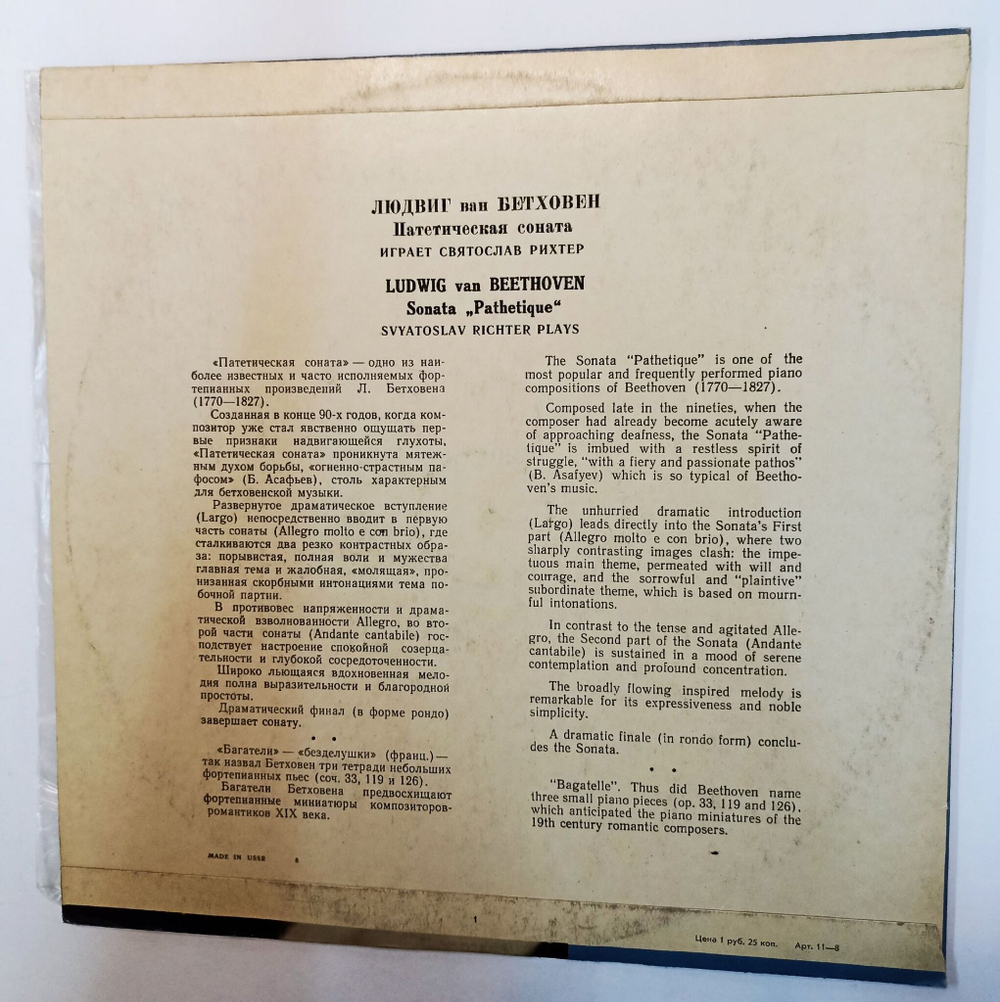 ЛЮДВИГ ван БЕТХОВЕН
Патетическая соната
ИГРАЕТ СВЯТОСЛАВ РИХТЕР
LUDWIG van BEETHOVEN
Sonata „Pathetique“
SVYATOSLAV RICHTER PLAYS
«Патетическая соната» — одно из наи-
более известных и часто исполняемых фор-
тепианных произведений Л. Бетховена
(1770—1827).
Созданная в конце 90-х годов, когда ком-
позитор уже стал явственно ощущать пер-
вые признаки надвигающейся глухоты,
«Патетическая соната» проникнута мятеж-
ным духом борьбы, «огненно-страстным па-
фосом» (Б. Асафьев), столь характерным
для бетховенской музыки.
Развернутое драматическое вступление
(Largo) непосредственно вводит в первую
часть сонаты (Allegro molto e con brio), где
сталкиваются два резко контрастных обра-
за: порывистая, полная воли и мужества
главная тема и жалобная, «молящая», про-
низанная скорбными интонациями тема по-
бочной партии.
В противовес напряженности и драма-
тической взволнованности Allegro, во вто-
рой части сонаты (Andante cantabile) гос-
подствует настроение спокойной созерца-
тельности и глубокой сосредоточенности.
Широко льющаяся вдохновенная мело-
дия полна выразительности и благородной
простоты.
Драматический финал (в форме рондо)
завершает сонату.
• •
«Багатели» — «безделушки» (франц.) —
так назвал Бетховен три тетради небольших
фортепианных пьес (соч. 33, 119 и 126).
Багатели Бетховена предвосхищают
фортепианные миниатюры композиторов-
романтиков XIX века.
The Sonata “Pathetique” is one of the
most popular and frequently performed piano
compositions of Beethoven (1770—1827).
Composed late in the nineties, when the
composer had already become acutely aware
of approaching deafness, the Sonata “Pathe-
tique” is imbued with a restless spirit of
struggle, “with a fiery and passionate pathos”
(B. Asafyev) which is so typical of Beetho-
ven’s music.
The unhurried dramatic introduction
(Largo) leads directly into the Sonata’s First
part (Allegro molto e con brio), where two
sharply contrasting images clash: the impe-
tuous main theme, permeated with will and
courage, and the sorrowful and “plaintive”
subordinate theme, which is based on mourn-
ful intonations.
In contrast to the tense and agitated Alle-
gro, the Second part of the Sonata (Andante
cantabile) is sustained in a mood of serene
contemplation and profound concentration.
The broadly flowing inspired melody is
remarkable for its expressiveness and noble
simplicity.
A dramatic finale (in rondo form) conclu-
des the Sonata.
• •
“Bagatelle”. Thus did Beethoven name
three small piano pieces (op. 33, 119 and 126),
which anticipated the piano miniatures of the
19th century romantic composers.
MADE IN USSR 8
1
Цена 1 руб. 25 коп. Арт. 11—8